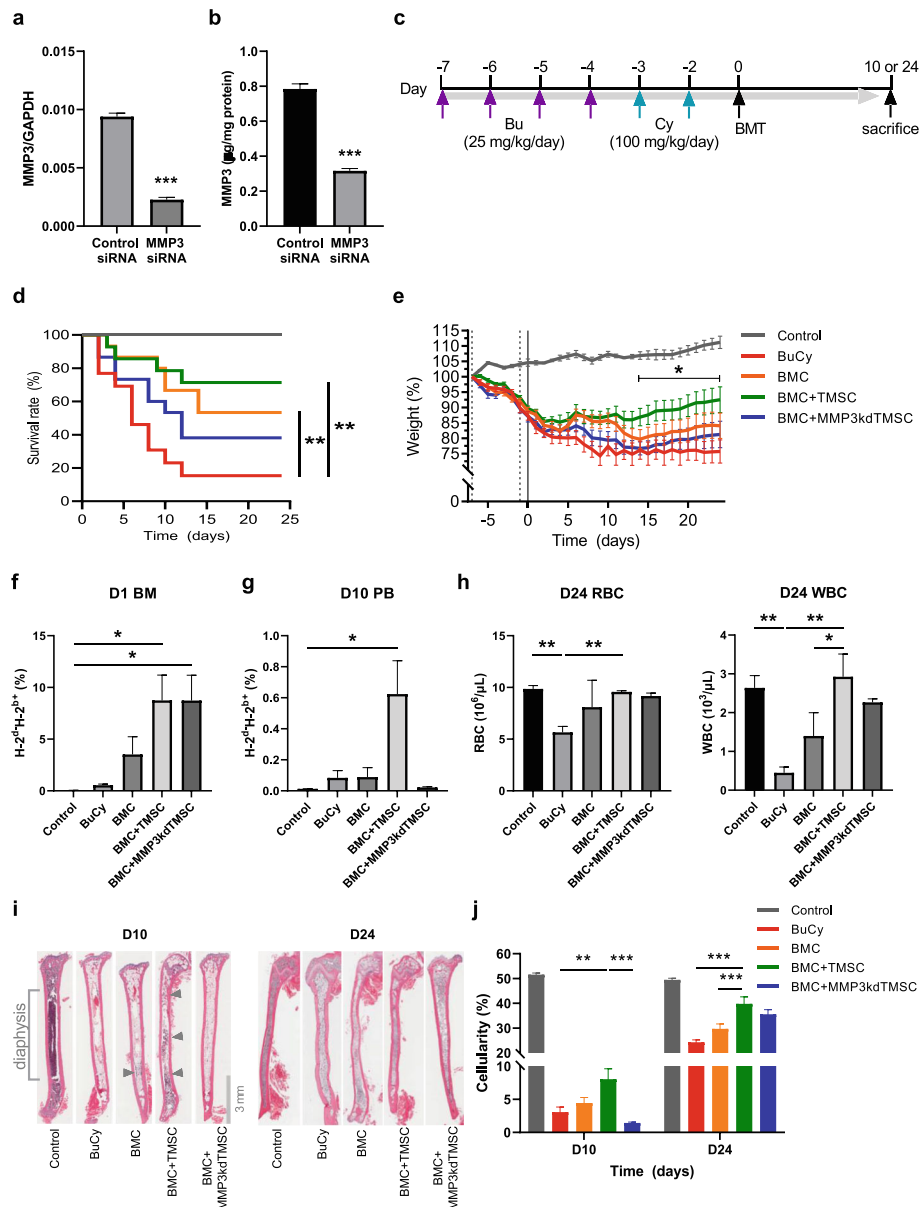 a
0.015
0.010
0.005
0.000
MMP3/GAPDH
***
Control siRNA
MMP3 siRNA
b
1.0
0.8
0.6
0.4
0.2
0.0
g/mg protein)
MMP3
***
Control siRNA
MMP3 siRNA
c
Day
-7
-6
-5
-4
-3
-2
0
10 or 24
Bu
(25 mg/kg/day)
Cy
(100 mg/kg/day)
BMT
sacrifice
d
100
80
60
40
20
0
Survival rate (%)
0
5
10
15
20
25
Time (days)
**
**
e
115
110
105
100
95
90
85
80
75
0
Weight (%)
-5
0
5
10
15
20
Time (days)
*
Control
BuCy
BMC
BMC+TMSC
BMC+MMP3kdTMSC
f
D1 BM
15
10
5
0
H-2ᵈ⁻H-2ᵇ⁺ (%)
*
*
Control
BuCy
BMC
BMC+TMSC
BMC+MMP3kdTMSC
g
D10 PB
1.0
0.8
0.6
0.4
0.2
0.0
H-2ᵈ⁻H-2ᵇ⁺ (%)
*
Control
BuCy
BMC
BMC+TMSC
BMC+MMP3kdTMSC
h
D24 RBC
15
10
5
0
RBC (10⁶/µL)
**
**
Control
BuCy
BMC
BMC+TMSC
BMC+MMP3kdTMSC
D24 WBC
4
3
2
1
0
WBC (10³/µL)
**
**
*
Control
BuCy
BMC
BMC+TMSC
BMC+MMP3kdTMSC
i
D10
D24
diaphysis
3 mm
Control
BuCy
BMC
BMC+TMSC
BMC+
MMP3kdTMSC
Control
BuCy
BMC
BMC+TMSC
BMC+
MMP3kdTMSC
j
Control
BuCy
BMC
BMC+TMSC
BMC+MMP3kdTMSC
60
50
40
30
20
10
5
0
Cellularity (%)
**
***
***
***
D10
D24
Time (days)